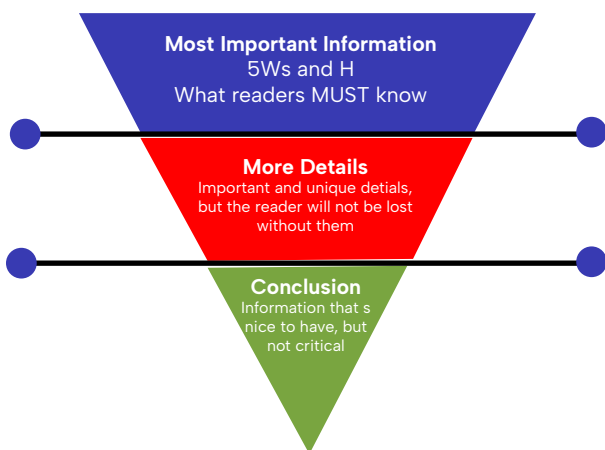 Most Important Information
5Ws and H
What readers MUST know
More Details
Important and unique detials,
but the reader will not be lost
without them
Conclusion
Information that s
nice to have, but
not critical